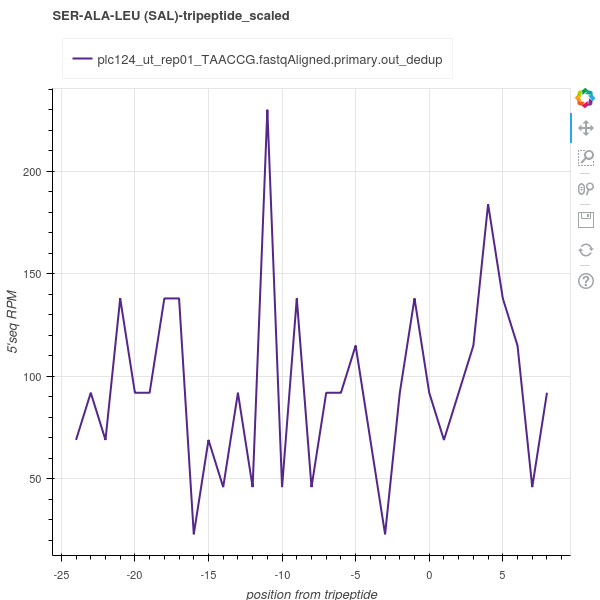 SER-ALA-LEU (SAL)-tripeptide_scaled
plc124_ut_rep01_TAACCG.fastqAligned.primary.out_dedup
200
150
100
50
5'seq RPM
-25 -20 -15 -10 -5 0 5
position from tripeptide